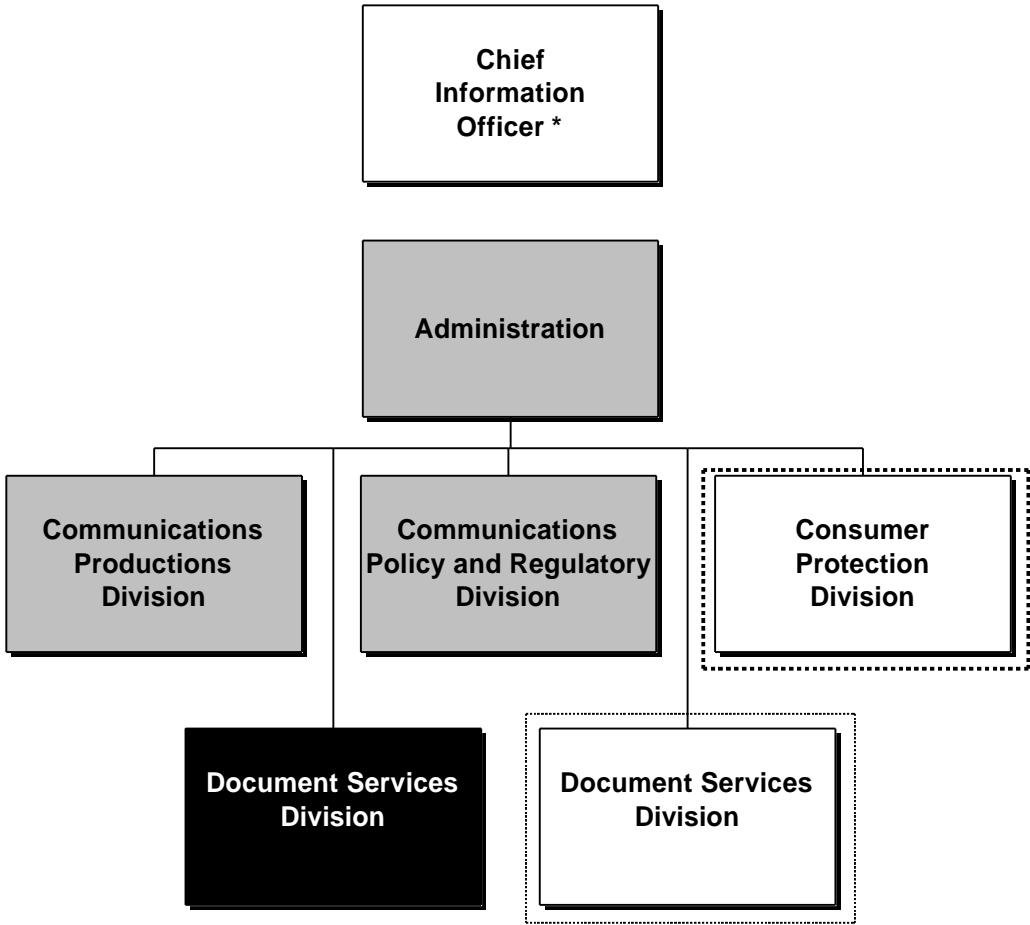 Chief
Information
Officer *
Administration
Communications
Productions
Division
Communications
Policy and Regulatory
Division
Consumer
Protection
Division
Document Services
Division
Document Services
Division